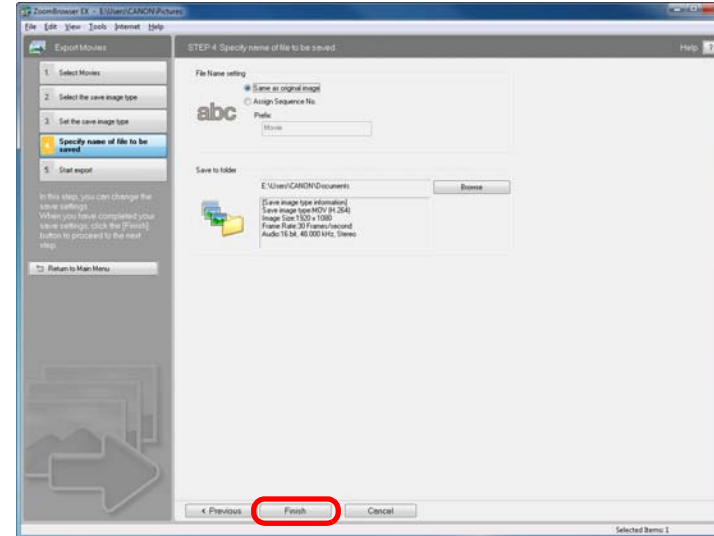 ZoomBrowser EX - E:\Users\CANON\Pictures
File Edit View Tools Internet Help
Export Movies
STEP 4 Specify name of file to be saved.
Help ?
1. Select Movies
2. Select the save image type
3. Set the save image type
4. Specify name of file to be
saved
5. Start export
In this step, you can change the
save settings.
When you have completed your
save settings, click the [Finish]
button to proceed to the next
step.
Return to Main Menu
File Name setting
abc
Same as original image
Assign Sequence No.
Prefix:
Movie
Save to folder
E:\Users\CANON\Documents
Browse
[Save image type information]
Save image type:MOV (H.264)
Image Size:1920 x 1080
Frame Rate:30 Frames/second
Audio:16 bit, 48.000 kHz, Stereo
< Previous
Finish
Cancel
Selected Items: 1